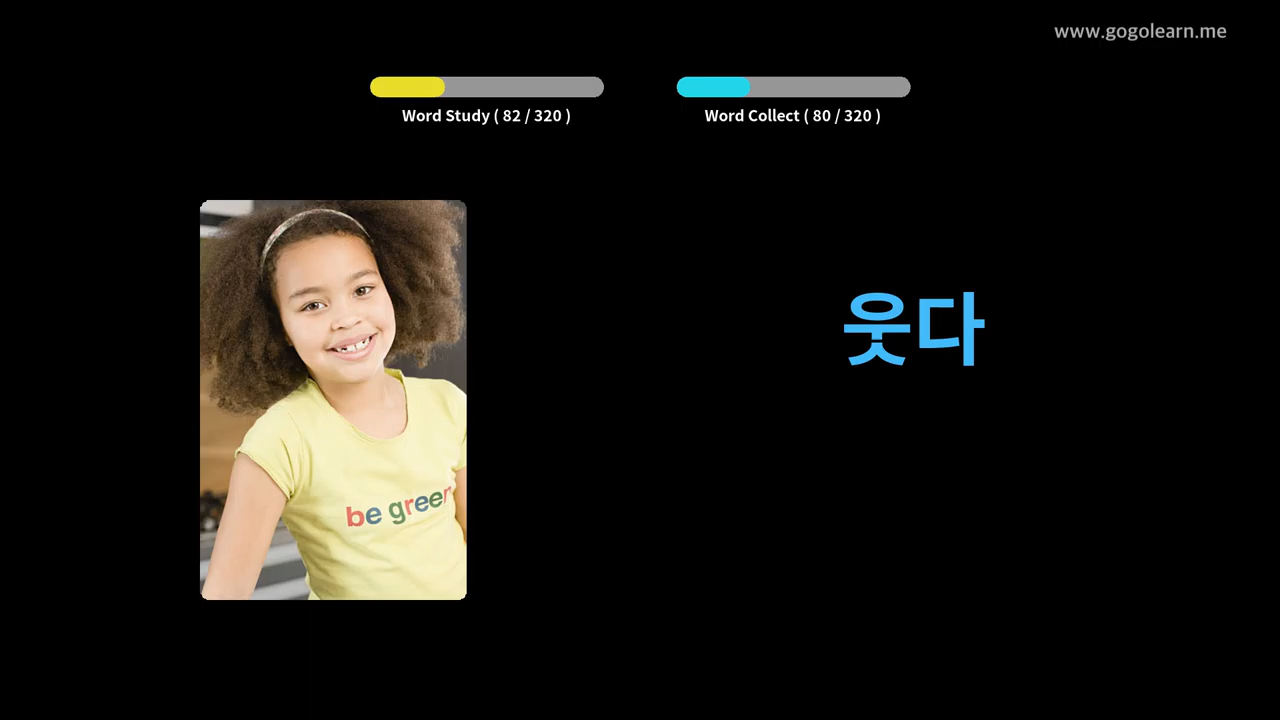 www.gogolearn.me
Word Study ( 82 / 320 )
Word Collect ( 80 / 320 )
웃다
be green